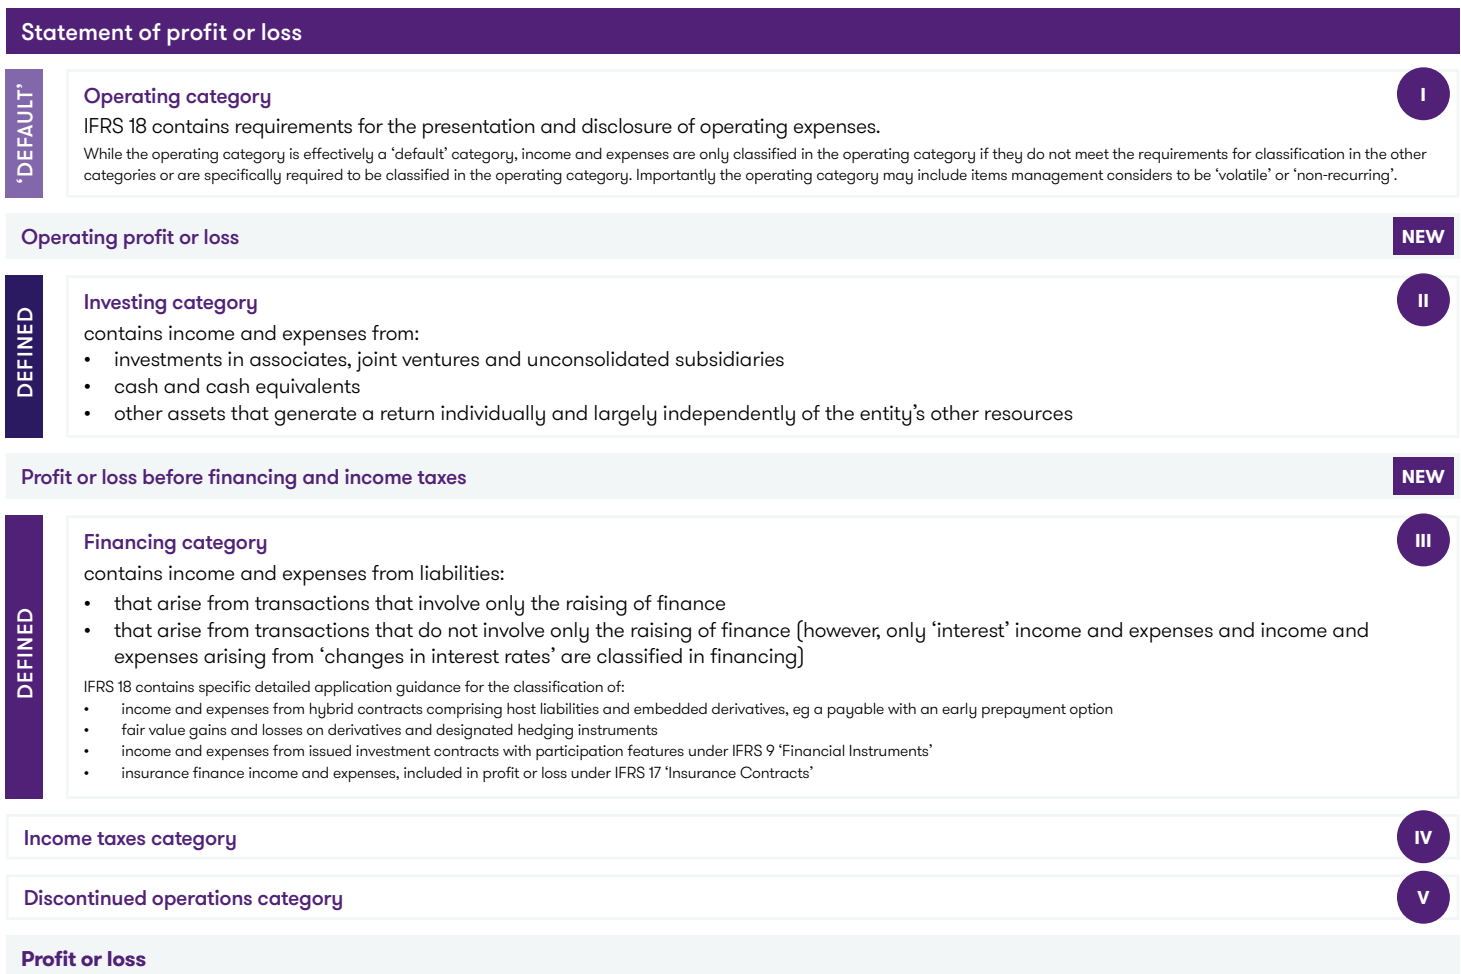 Statement of profit or loss
'DEFAULT'
Operating category
I
IFRS 18 contains requirements for the presentation and disclosure of operating expenses.
While the operating category is effectively a 'default' category, income and expenses are only classified in the operating category if they do not meet the requirements for classification in the other
categories or are specifically required to be classified in the operating category. Importantly the operating category may include items management considers to be 'volatile' or 'non-recurring'.
Operating profit or loss
NEW
DEFINED
Investing category
II
contains income and expenses from:
• investments in associates, joint ventures and unconsolidated subsidiaries
• cash and cash equivalents
• other assets that generate a return individually and largely independently of the entity's other resources
Profit or loss before financing and income taxes
NEW
DEFINED
Financing category
III
contains income and expenses from liabilities:
• that arise from transactions that involve only the raising of finance
• that arise from transactions that do not involve only the raising of finance (however, only 'interest' income and expenses and income and
expenses arising from 'changes in interest rates' are classified in financing)
IFRS 18 contains specific detailed application guidance for the classification of:
• income and expenses from hybrid contracts comprising host liabilities and embedded derivatives, eg a payable with an early prepayment option
• fair value gains and losses on derivatives and designated hedging instruments
• income and expenses from issued investment contracts with participation features under IFRS 9 'Financial Instruments'
• insurance finance income and expenses, included in profit or loss under IFRS 17 'Insurance Contracts'
Income taxes category
IV
Discontinued operations category
V
Profit or loss